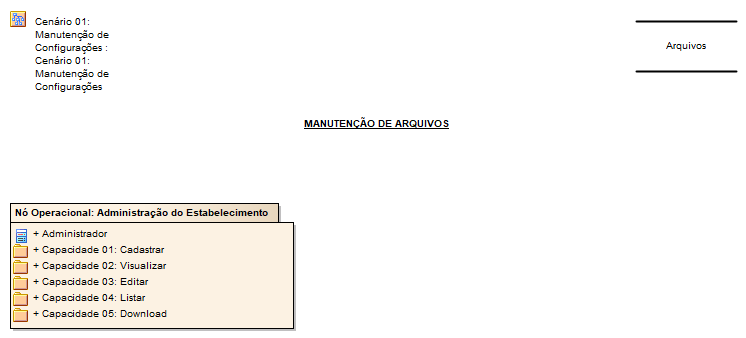 Cenário 01:
Manutenção de
Configurações :
Cenário 01:
Manutenção de
Configurações
Arquivos
MANUTENÇÃO DE ARQUIVOS
Nó Operacional: Administração do Estabelecimento
+ Administrador
+ Capacidade 01: Cadastrar
+ Capacidade 02: Visualizar
+ Capacidade 03: Editar
+ Capacidade 04: Listar
+ Capacidade 05: Download